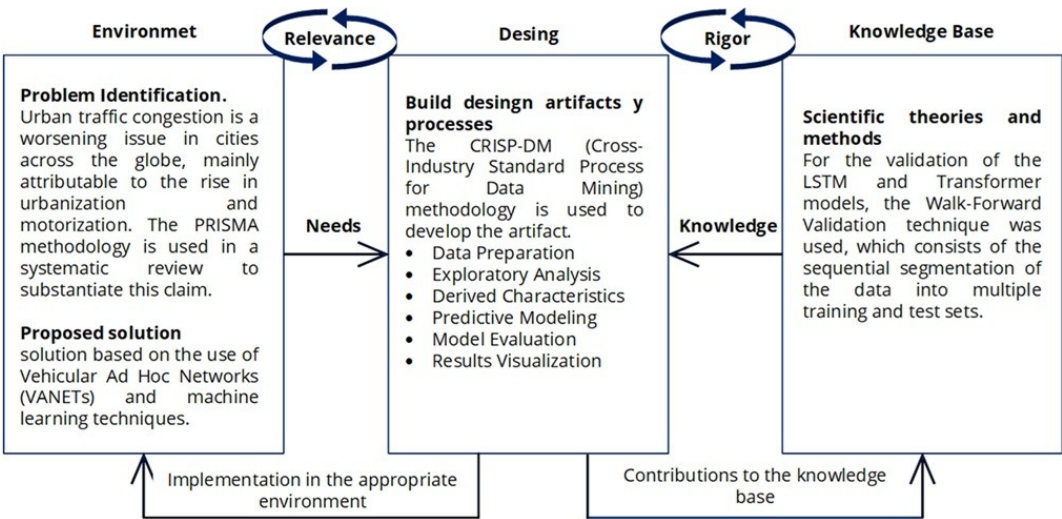 Environmet
Relevance
Desing
Rigor
Knowledge Base
Problem Identification.
Urban traffic congestion is a
worsening issue in cities
across the globe, mainly
attributable to the rise in
urbanization and
motorization. The PRISMA
methodology is used in a
systematic review to
substantiate this claim.
Proposed solution
solution based on the use of
Vehicular Ad Hoc Networks
(VANETs) and machine
learning techniques.
Needs
Build desingn artifacts y
processes
The CRISP-DM (Cross-
Industry Standard Process
for Data Mining)
methodology is used to
develop the artifact.
• Data Preparation
• Exploratory Analysis
• Derived Characteristics
• Predictive Modeling
• Model Evaluation
• Results Visualization
Knowledge
Scientific theories and
methods
For the validation of the
LSTM and Transformer
models, the Walk-Forward
Validation technique was
used, which consists of the
sequential segmentation of
the data into multiple
training and test sets.
Implementation in the appropriate
environment
Contributions to the knowledge
base